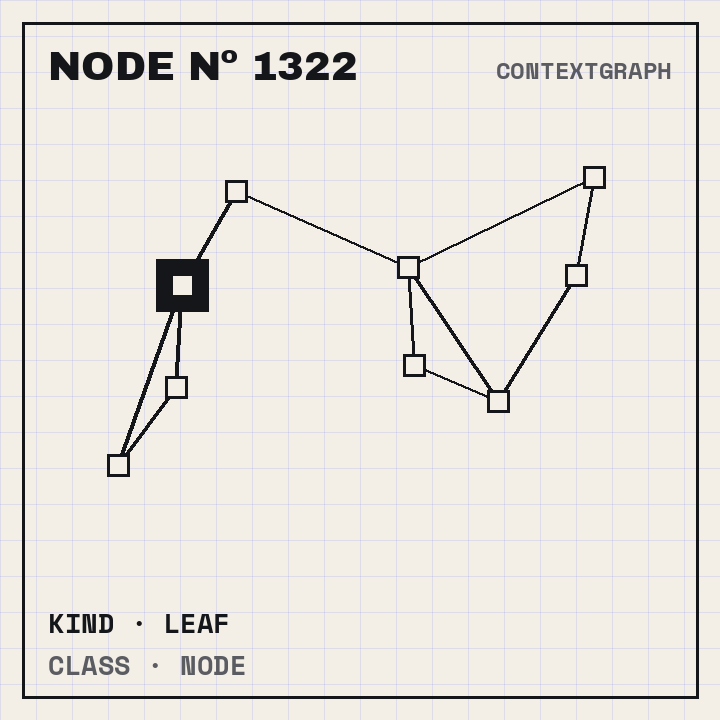 NODE Nº 1322
CONTEXTGRAPH
KIND · LEAF
CLASS · NODE